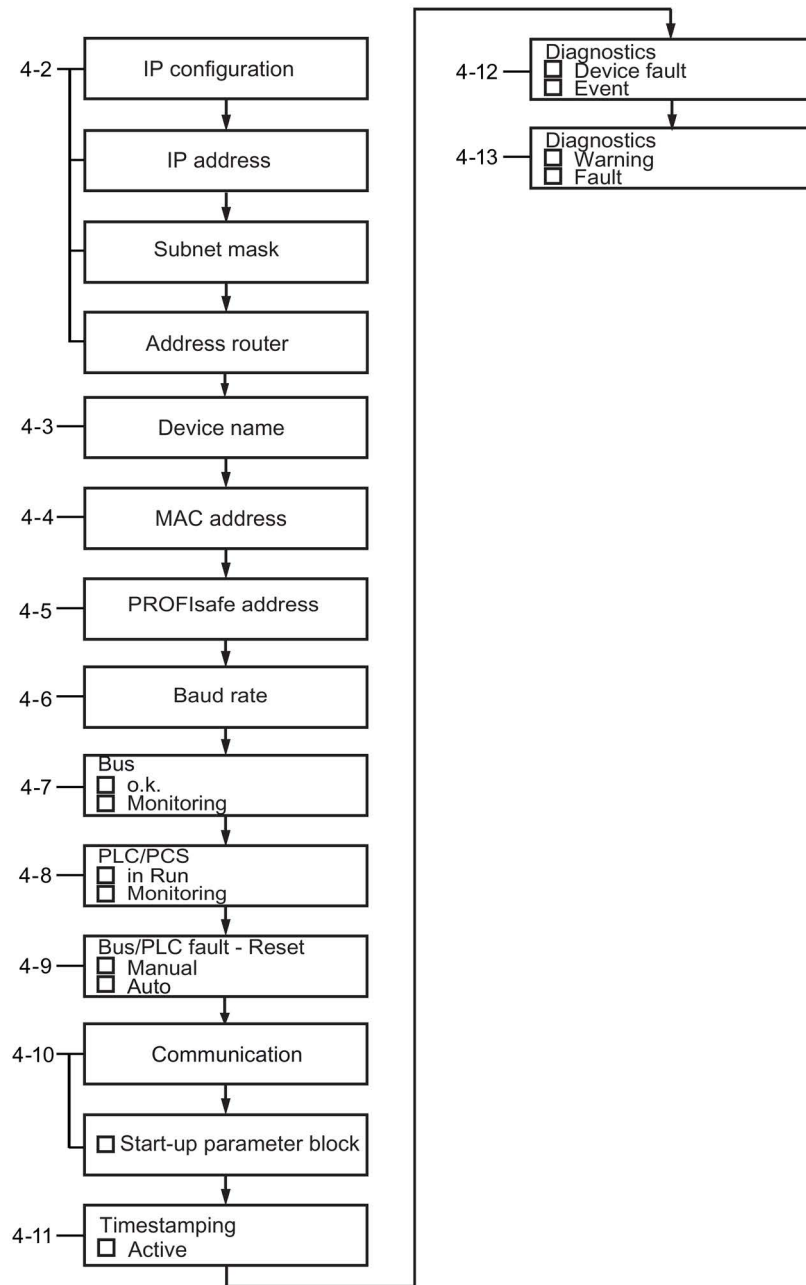 4-2
IP configuration
IP address
Subnet mask
Address router
4-3
Device name
4-4
MAC address
4-5
PROFIsafe address
4-6
Baud rate
4-7
Bus
o.k.
Monitoring
4-8
PLC/PCS
in Run
Monitoring
4-9
Bus/PLC fault - Reset
Manual
Auto
4-10
Communication
Start-up parameter block
4-11
Timestamping
Active
4-12
Diagnostics
Device fault
Event
4-13
Diagnostics
Warning
Fault